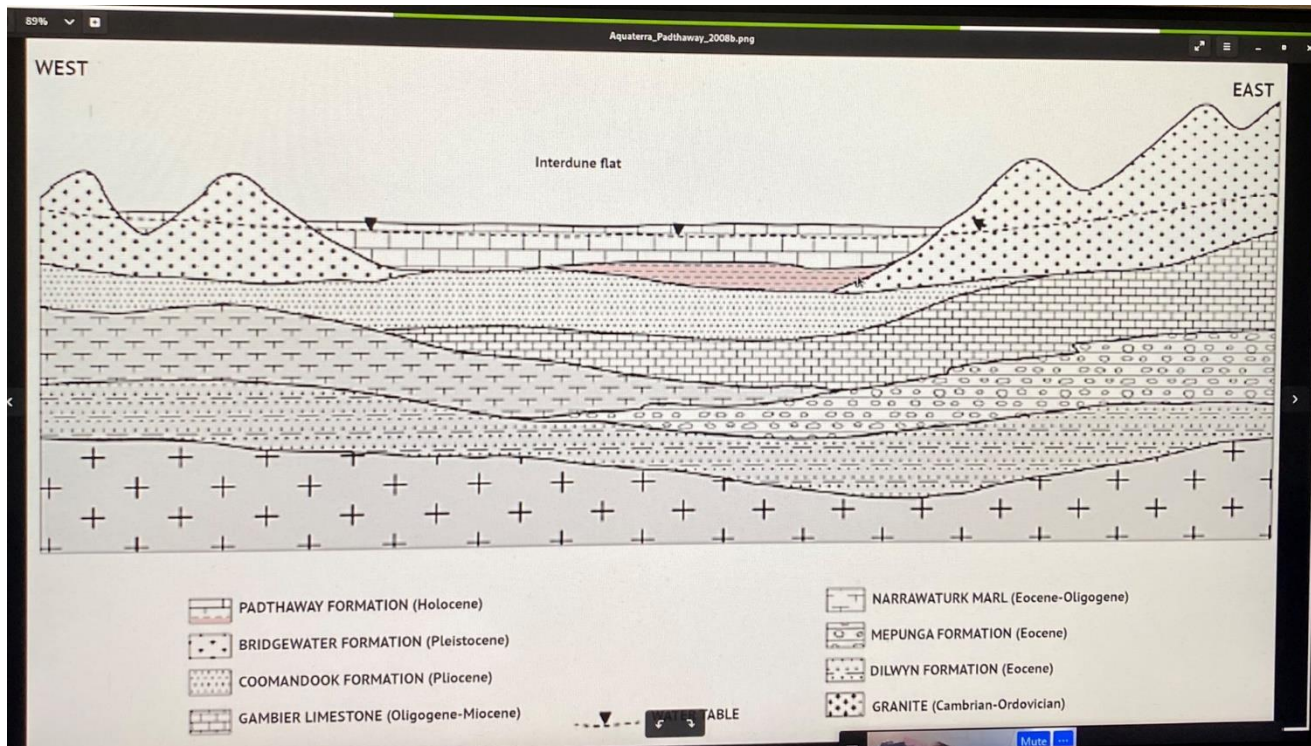 89%
Aquaterra_Padthaway_2008b.png
WEST
EAST
Interdune flat
PADTHAWAY FORMATION (Holocene)
BRIDGEWATER FORMATION (Pleistocene)
COOMANDOOK FORMATION (Pliocene)
GAMBIER LIMESTONE (Oligogene-Miocene)
WATER TABLE
NARRAWATURK MARL (Eocene-Oligogene)
MEPUNGA FORMATION (Eocene)
DILWYN FORMATION (Eocene)
GRANITE (Cambrian-Ordovician)
Mute